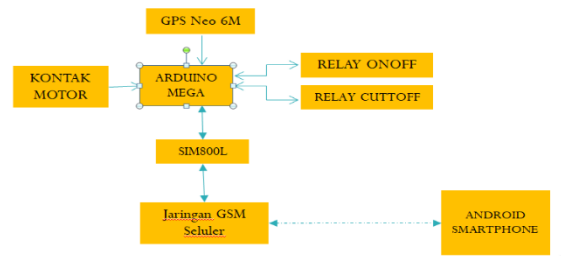 GPS Neo 6M
KONTAK
MOTOR
ARDUINO
MEGA
RELAY ONOFF
RELAY CUTTOFF
SIM800L
Jaringan GSM
Seluler
ANDROID
SMARTPHONE